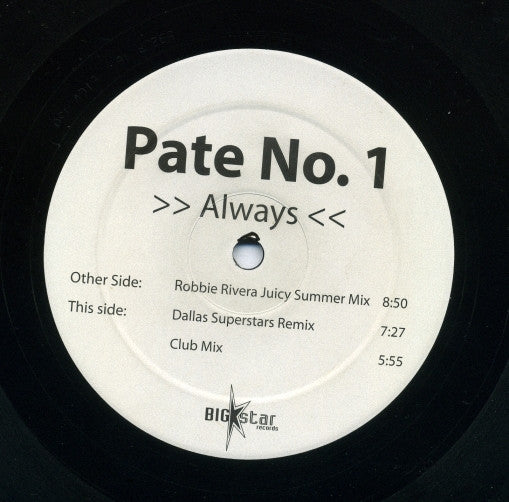 Pate No. 1
>> Always <<
Other Side: Robbie Rivera Juicy Summer Mix 8:50
This side: Dallas Superstars Remix 7:27
Club Mix 5:55
BIG star
records